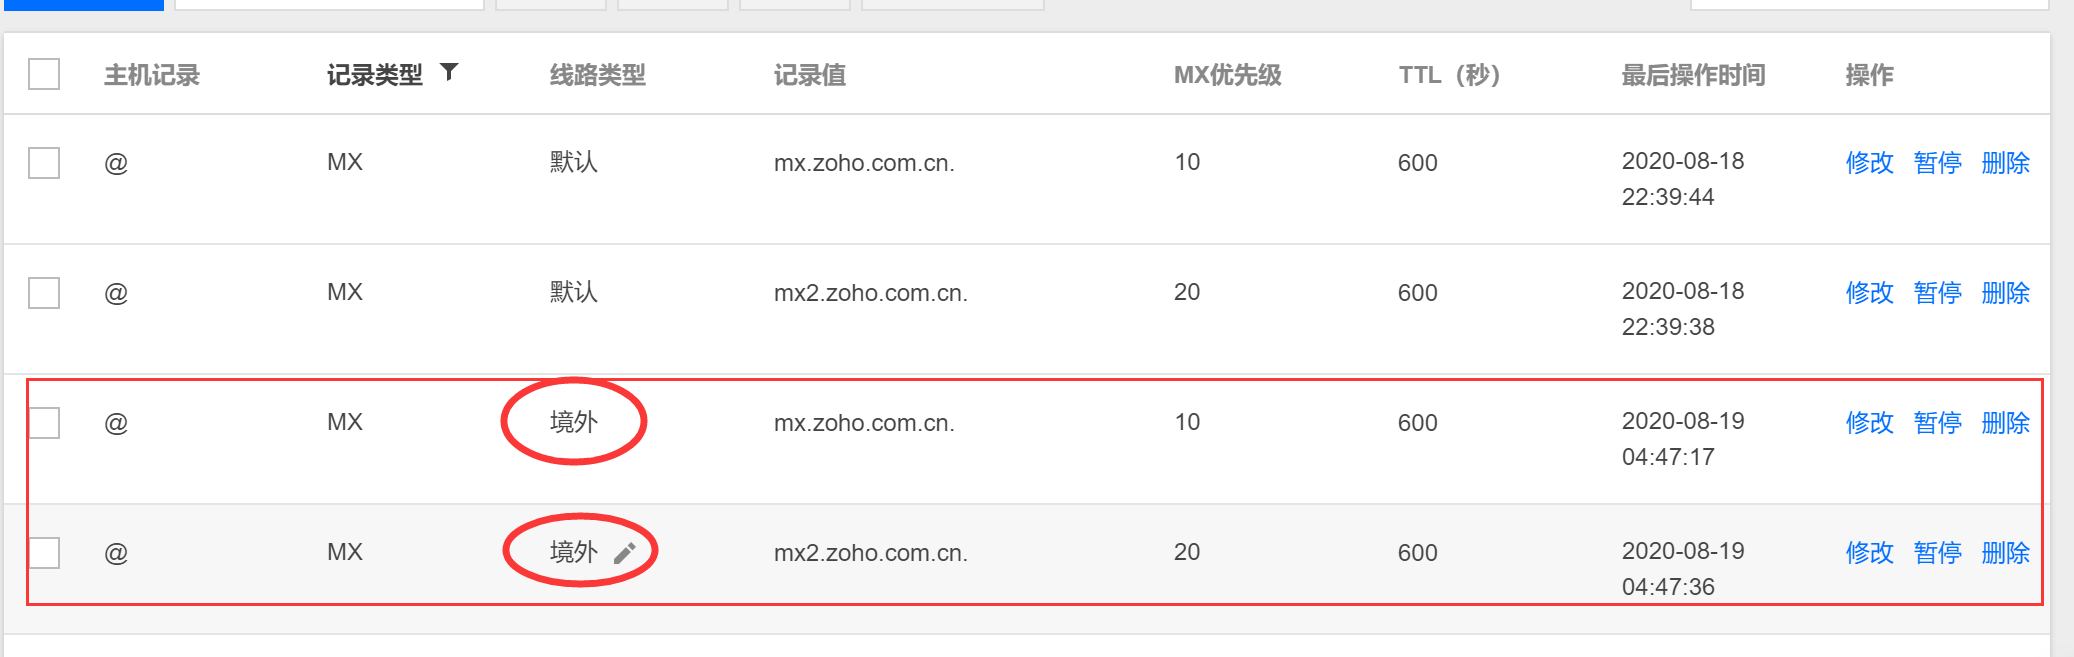 主机记录 记录类型 线路类型 记录值 MX优先级 TTL（秒） 最后操作时间 操作
@ MX 默认 mx.zoho.com.cn. 10 600 2020-08-18 修改 暂停 删除
22:39:44
@ MX 默认 mx2.zoho.com.cn. 20 600 2020-08-18 修改 暂停 删除
22:39:38
@ MX 境外 mx.zoho.com.cn. 10 600 2020-08-19 修改 暂停 删除
04:47:17
@ MX 境外 mx2.zoho.com.cn. 20 600 2020-08-19 修改 暂停 删除
04:47:36